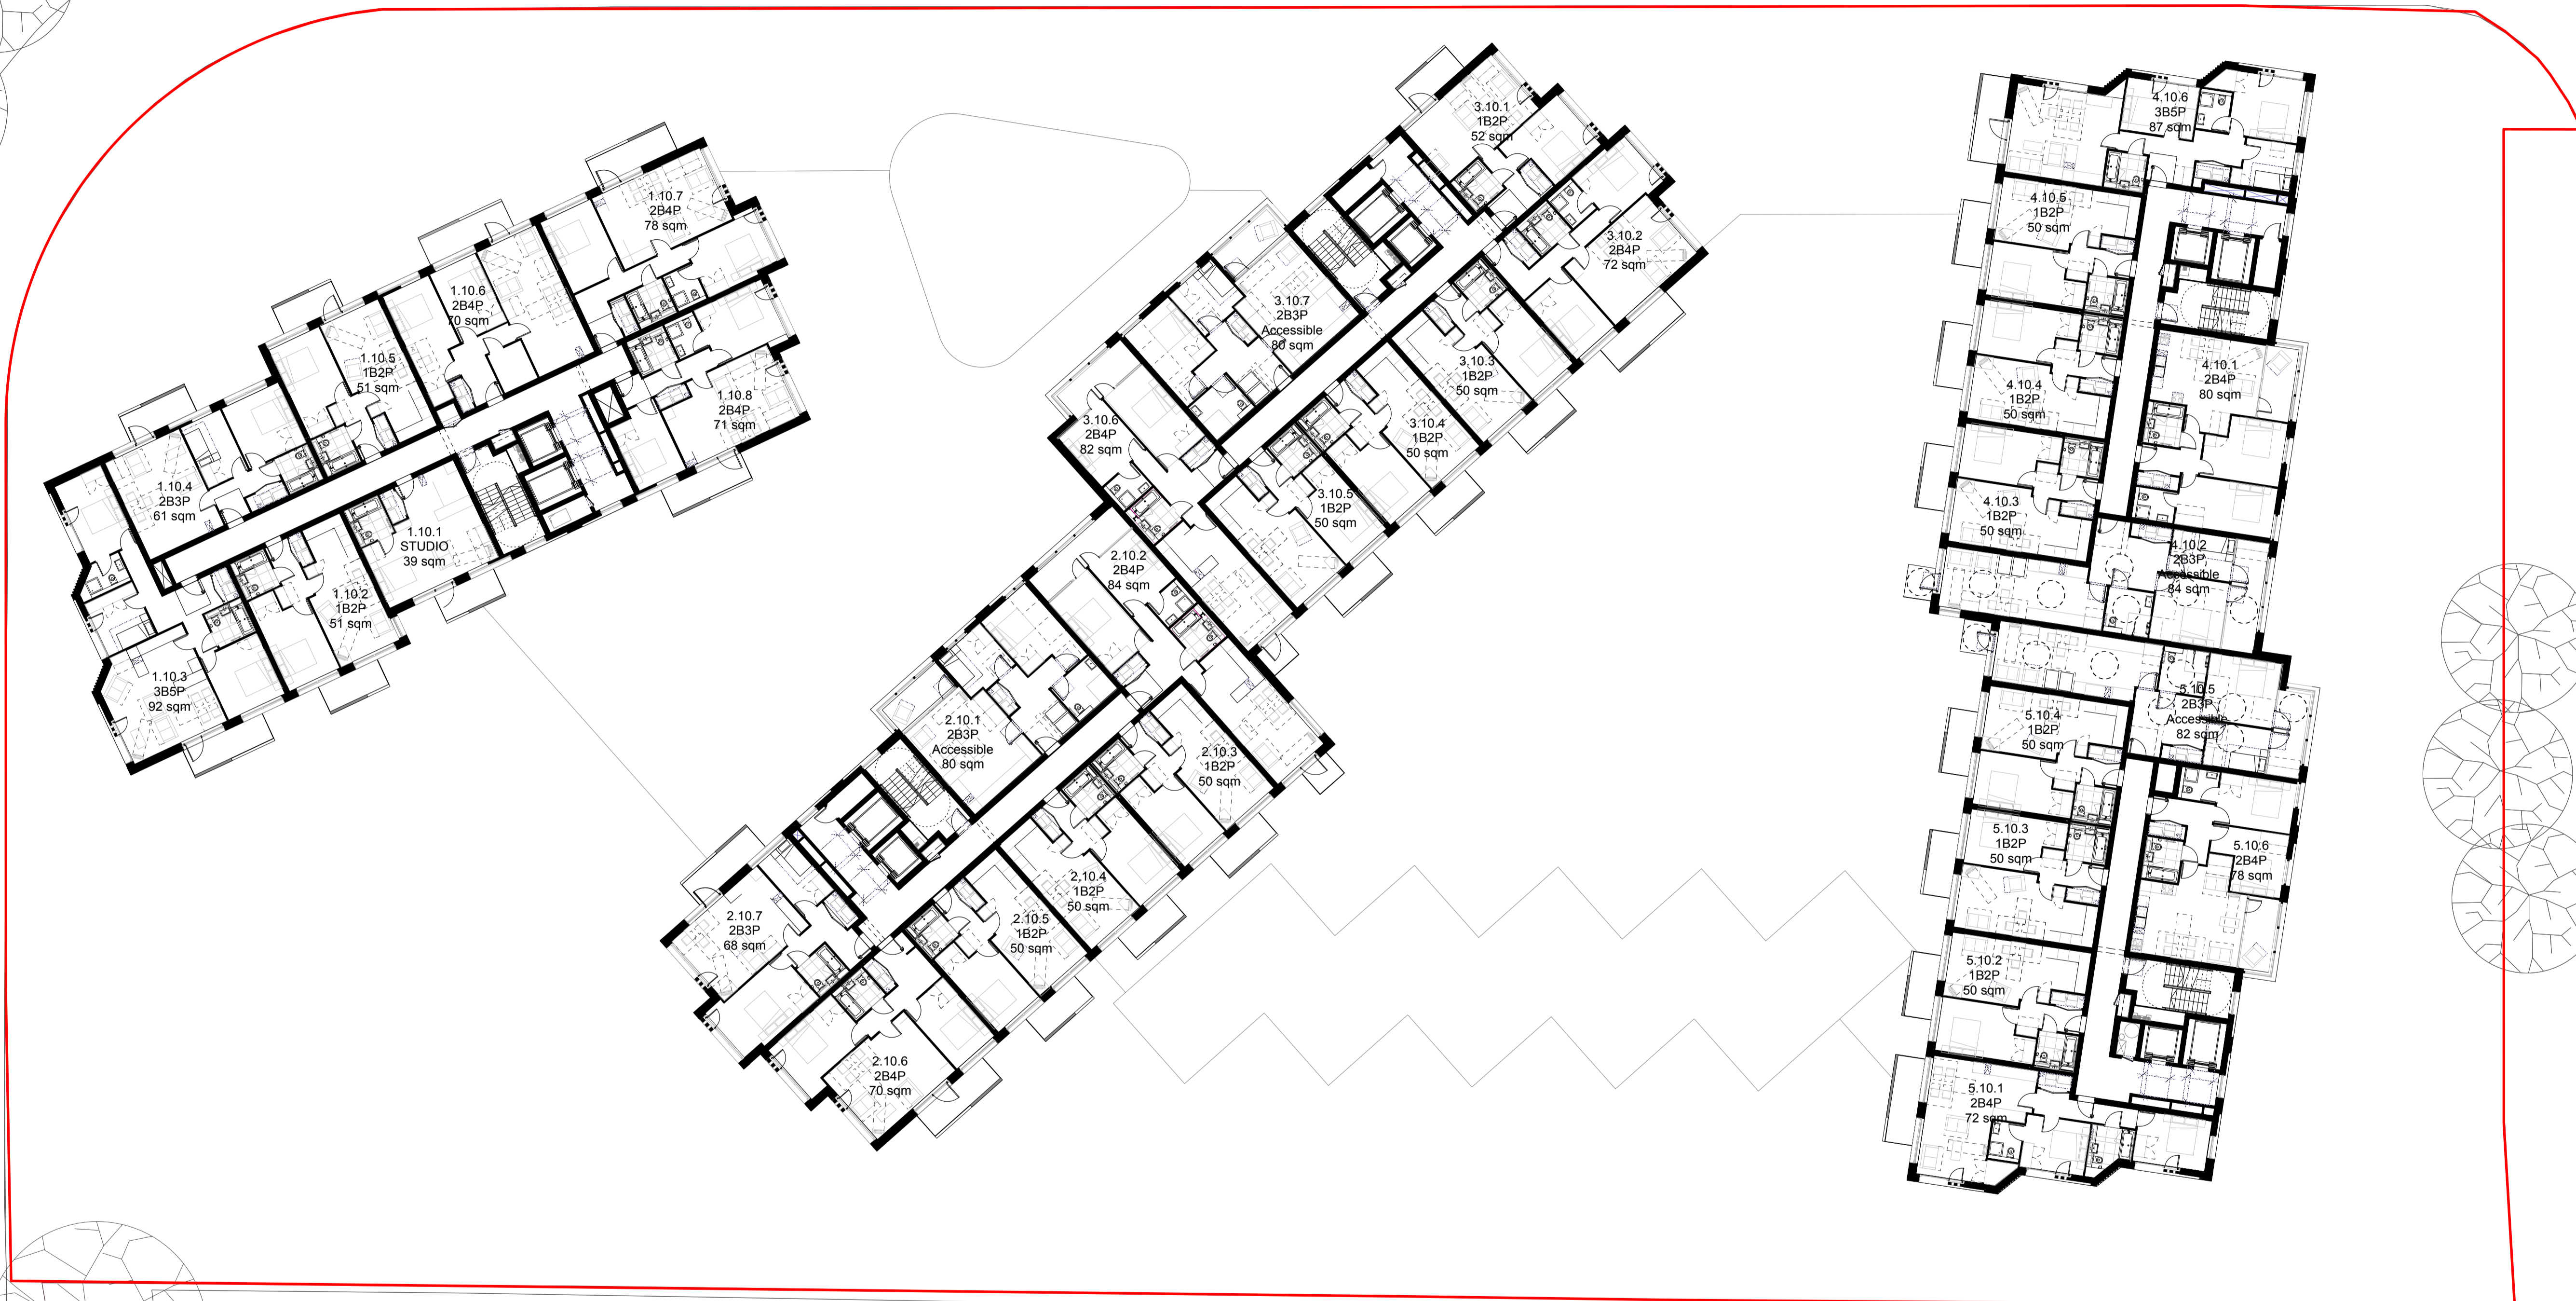 1.10.7
2B4P
78 sqm
1.10.6
2B4P
70 sqm
1.10.5
1B2P
51 sqm
1.10.8
2B4P
71 sqm
1.10.4
2B3P
61 sqm
1.10.1
STUDIO
39 sqm
1.10.2
1B2P
51 sqm
1.10.3
3B5P
92 sqm
3.10.1
1B2P
52 sqm
3.10.2
2B4P
72 sqm
3.10.7
2B3P
Accessible
80 sqm
3.10.3
1B2P
50 sqm
3.10.6
2B4P
82 sqm
3.10.4
1B2P
50 sqm
3.10.5
1B2P
50 sqm
2.10.2
2B4P
84 sqm
2.10.1
2B3P
Accessible
80 sqm
2.10.3
1B2P
50 sqm
2.10.4
1B2P
50 sqm
2.10.7
2B3P
68 sqm
2.10.5
1B2P
50 sqm
2.10.6
2B4P
70 sqm
4.10.6
3B5P
87 sqm
4.10.5
1B2P
50 sqm
4.10.1
2B4P
80 sqm
4.10.4
1B2P
50 sqm
4.10.3
1B2P
50 sqm
4.10.2
2B3P
Accessible
84 sqm
5.10.5
2B3P
Accessible
82 sqm
5.10.4
1B2P
50 sqm
5.10.3
1B2P
50 sqm
5.10.6
2B4P
78 sqm
5.10.2
1B2P
50 sqm
5.10.1
2B4P
72 sqm